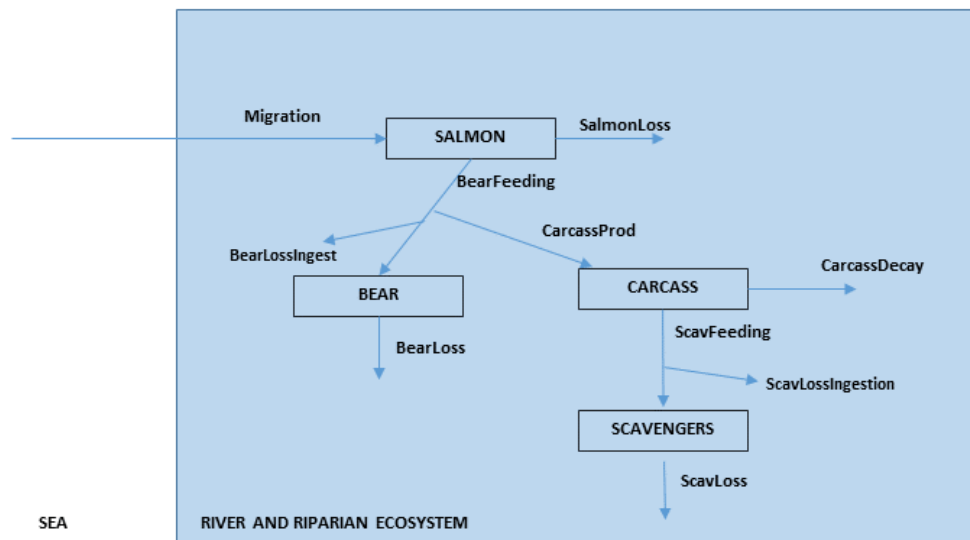 Migration
SALMON
SalmonLoss
BearFeeding
CarcassProd
BearLossIngest
CarcassDecay
BEAR
CARCASS
ScavFeeding
BearLoss
ScavLossIngestion
SCAVENGERS
ScavLoss
SEA
RIVER AND RIPARIAN ECOSYSTEM